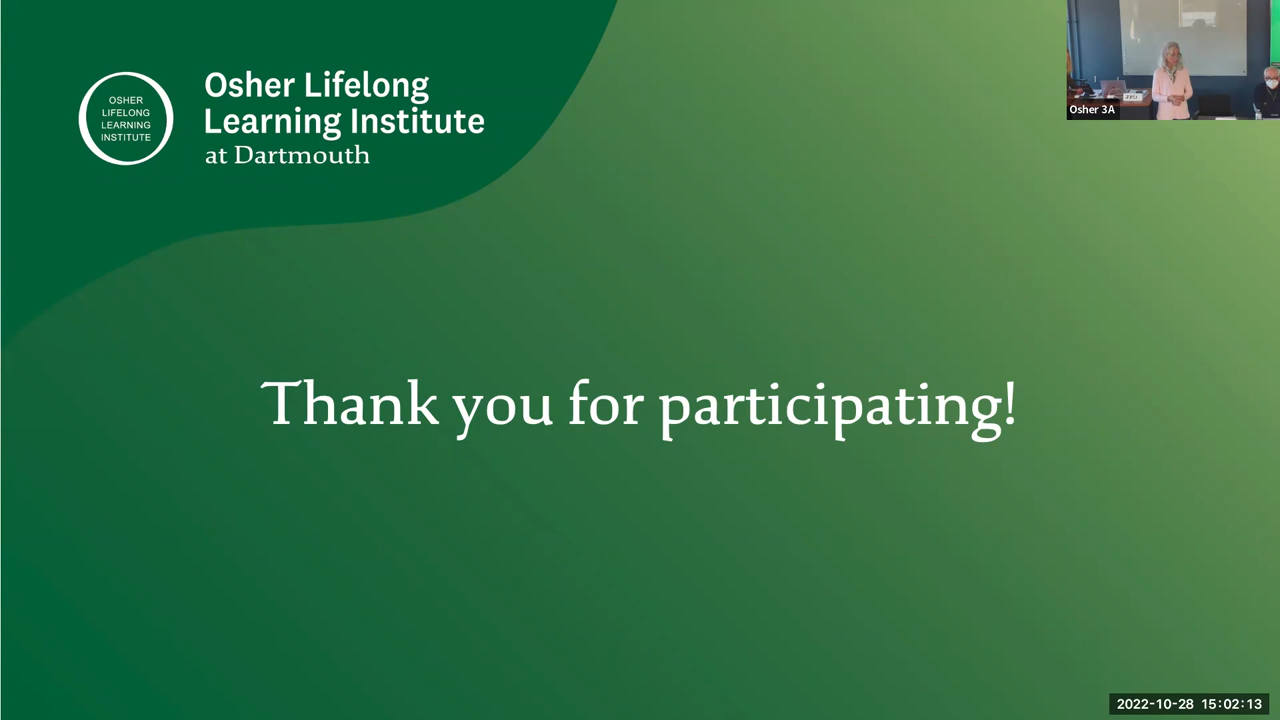 OSHER
LIFELONG
LEARNING
INSTITUTE
Osher Lifelong
Learning Institute
at Dartmouth
Osher 3A
Thank you for participating!
2022-10-28 15:02:13